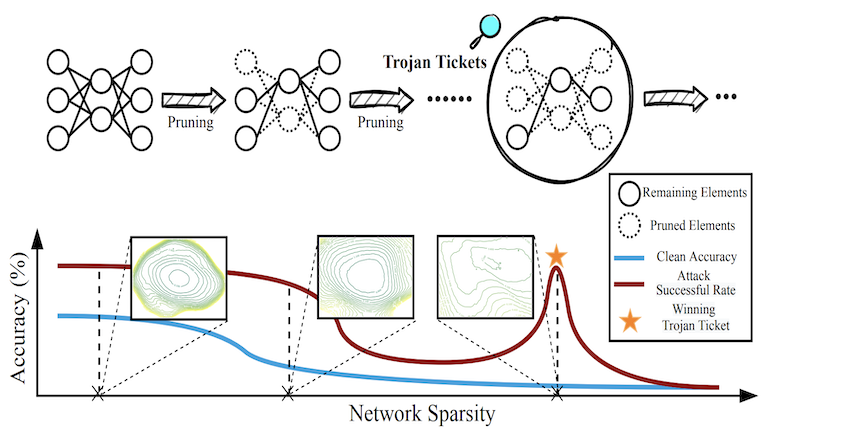 Trojan Tickets
Pruning
Pruning
Remaining Elements
Pruned Elements
Clean Accuracy
Attack
Successful Rate
Winning
Trojan Ticket
Accuracy (%)
Network Sparsity